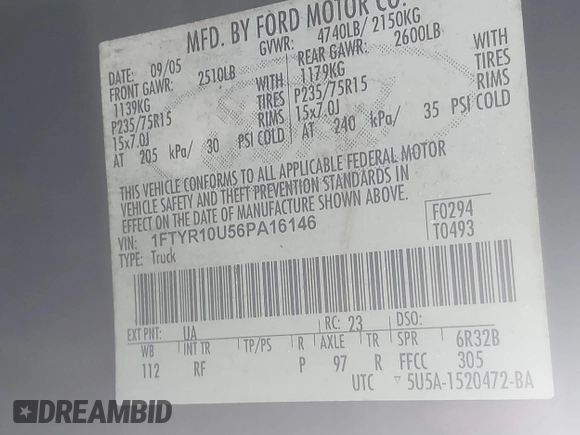 MFD. BY FORD MOTOR CO.
DATE: 09/05 GVWR: 4740LB/ 2150KG
FRONT GAWR: 2510LB REAR GAWR: 2600LB
1139KG WITH 1179KG WITH
P235/75R15 TIRES P235/75R15 TIRES
15x7.0J RIMS 15x7.0J RIMS
AT 205 kPa/ 30 PSI COLD AT 240 kPa/ 35 PSI COLD
THIS VEHICLE CONFORMS TO ALL APPLICABLE FEDERAL MOTOR
VEHICLE SAFETY AND THEFT PREVENTION STANDARDS IN
EFFECT ON THE DATE OF MANUFACTURE SHOWN ABOVE.
VIN: 1FTYR10U56PA16146 F0294
TYPE: Truck T0493
EXT PNT: UA RC: 23 DSO:
WB INT TR TP/PS R AXLE TR SPR 6R32B
112 RF P 97 R FFCC 305
UTC ▽5U5A-1520472-BA
DREAMBID